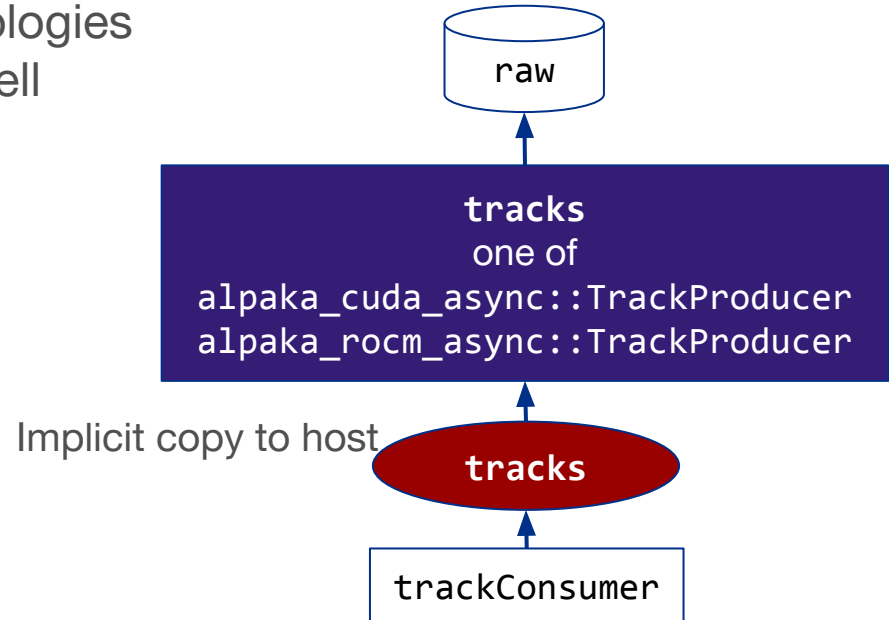 ologies
ell
raw
tracks
one of
alpaka_cuda_async::TrackProducer
alpaka_rocm_async::TrackProducer
Implicit copy to host
tracks
trackConsumer